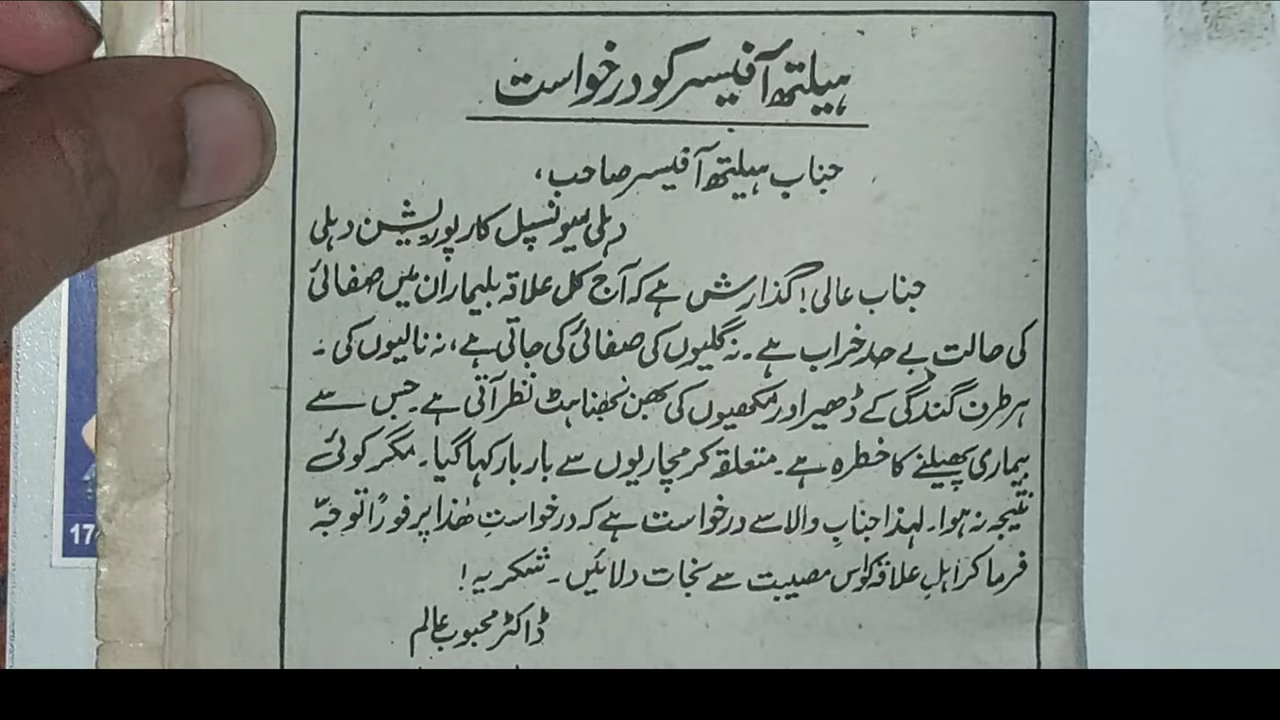 ہیلتھ آفیسر کو درخواست
جناب ہیلتھ آفیسر صاحب،
دہلی میونسپل کارپوریشن دہلی
جناب عالی! گذارش ہے کہ آج کل علاقہ بلیماران میں صفائی
کی حالت بے حد خراب ہے۔ نہ گلیوں کی صفائی کی جاتی ہے، نہ نالیوں کی ۔
ہر طرف گندگی کے ڈھیر اور مکھیوں کی بھن بھناہٹ نظر آتی ہے۔ جس سے
بیماری پھیلنے کا خطرہ ہے۔ متعلقہ کرمچاریوں سے بار بار کہا گیا۔ مگر کوئی
نتیجہ نہ ہوا۔ لہذا جنابِ والا سے درخواست ہے کہ درخواستِ ھٰذا پر فوراً توجّہ
فرما کر اہلِ علاقہ کو اس مصیبت سے نجات دلائیں ۔ شکریہ!
ڈاکٹر محبوب عالم
17